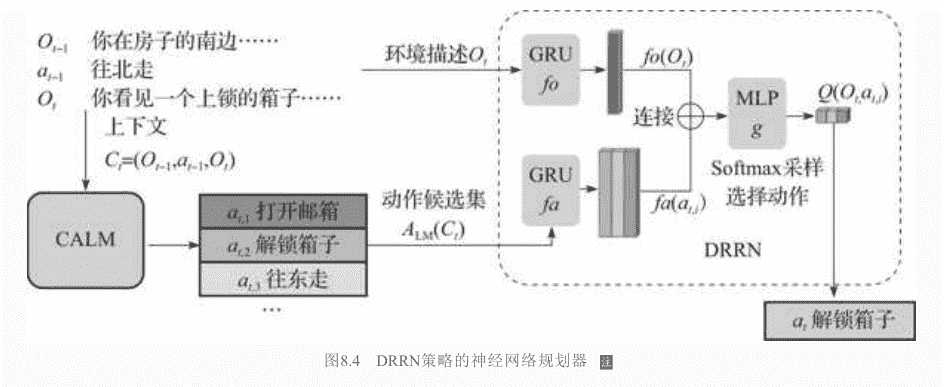 O_{t-1} 你在房子的南边……
a_{t-1} 往北走
O_t 你看见一个上锁的箱子……
上下文
C_t=(O_{t-1},a_{t-1},O_t)
CALM
a_{t,1} 打开邮箱
a_{t,2} 解锁箱子
a_{t,3} 往东走
…
动作候选集
A_{LM}(C_t)
环境描述O_t
GRU
fo
fo(O_t)
GRU
fa
fa(a_{t,i})
连接
MLP
g
Q(O_t,a_{t,i})
Softmax采样
选择动作
DRRN
a_t 解锁箱子
图8.4 DRRN策略的神经网络规划器 注